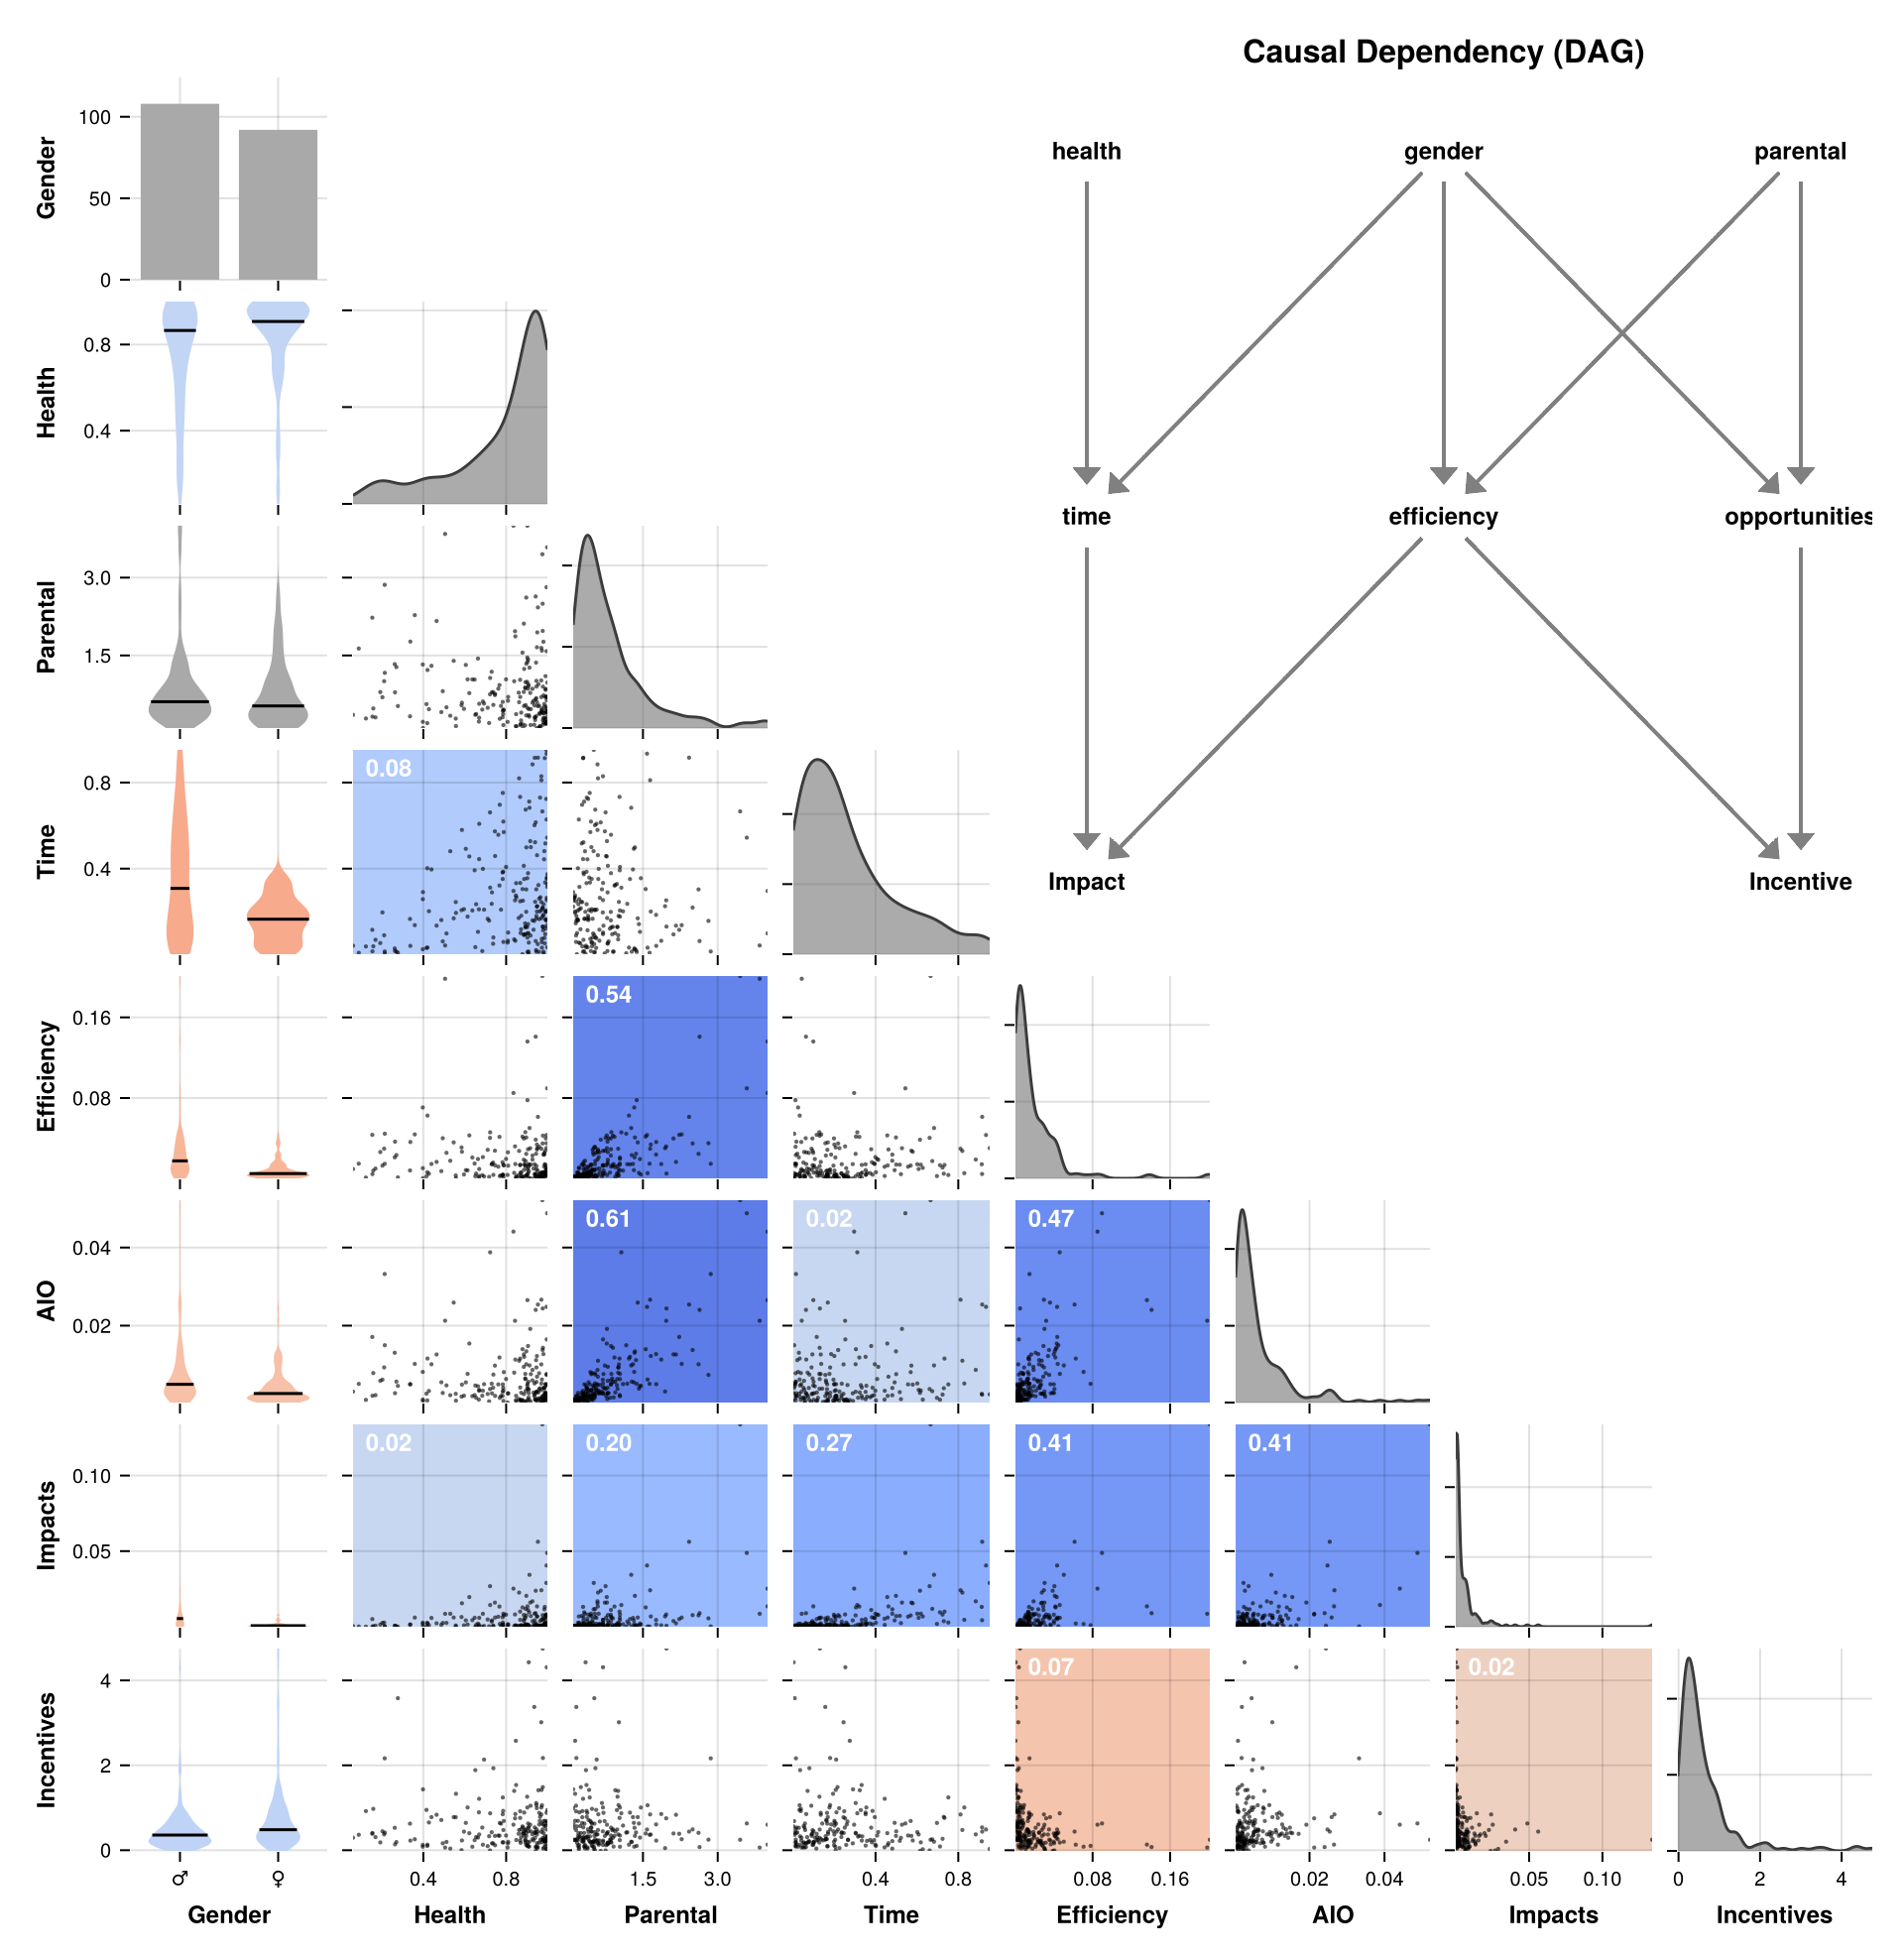 Causal Dependency (DAG)
health gender parental
time efficiency opportunities
Impact Incentive
Gender
100
50
0
Health
0.8
0.4
Parental
3.0
1.5
Time
0.8
0.4
0.08
Efficiency
0.16
0.08
0.54
AIO
0.04
0.02
0.61 0.02 0.47
Impacts
0.10
0.05
0.02 0.20 0.27 0.41 0.41
Incentives
4
2
0
0.07 0.02
♂ ♀ 0.4 0.8 1.5 3.0 0.4 0.8 0.08 0.16 0.02 0.04 0.05 0.10 0 2 4
Gender Health Parental Time Efficiency AIO Impacts Incentives